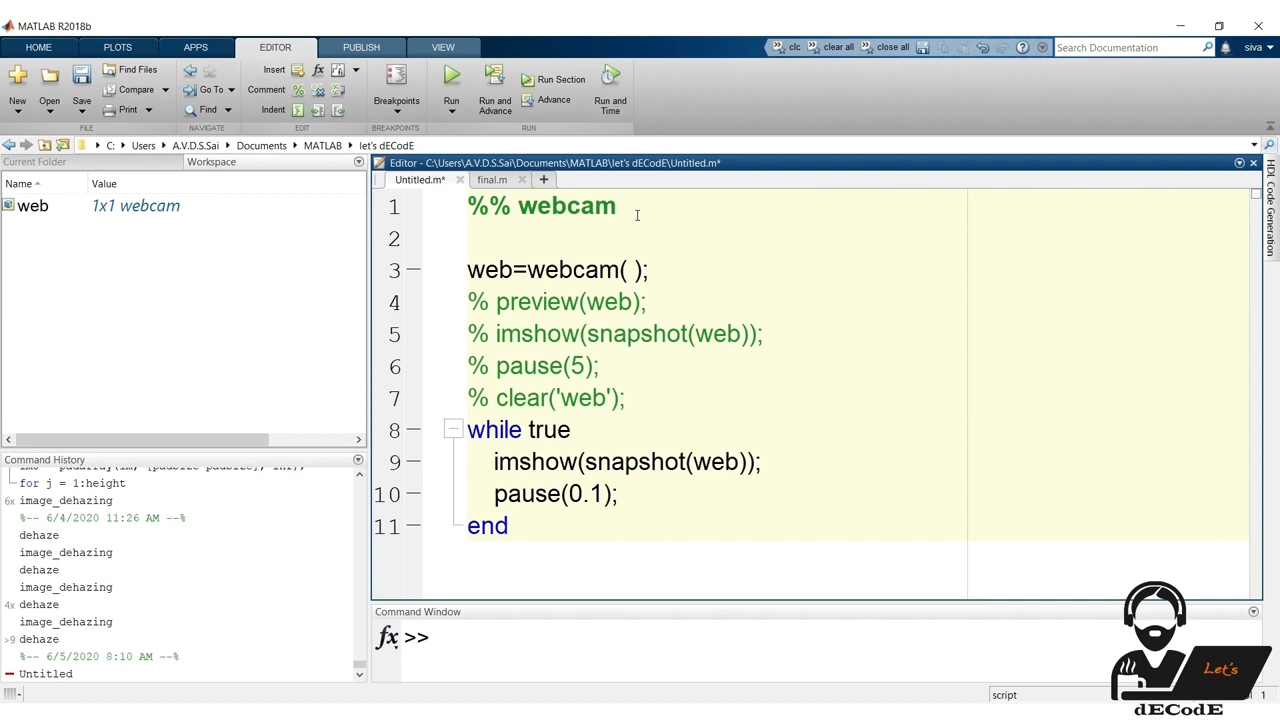 MATLAB R2018b
HOME PLOTS APPS EDITOR PUBLISH VIEW clc clear all close all Search Documentation siva
New Open Save Find Files Compare Print Go To Find Insert Comment Indent Breakpoints Run Run and Advance Run Section Advance Run and Time
FILE NAVIGATE EDIT BREAKPOINTS RUN
C: Users A.V.D.S.Sai Documents MATLAB let's dECodE
Current Folder Workspace
Name Value
web 1x1 webcam
Command History
for j = 1:height
6x image_dehazing
%-- 6/4/2020 11:26 AM --%
dehaze
image_dehazing
dehaze
image_dehazing
4x dehaze
image_dehazing
>9 dehaze
%-- 6/5/2020 8:10 AM --%
Untitled
Editor - C:\Users\A.V.D.S.Sai\Documents\MATLAB\let's dECodE\Untitled.m*
Untitled.m* final.m
1 %% webcam
2
3 web=webcam( );
4 % preview(web);
5 % imshow(snapshot(web));
6 % pause(5);
7 % clear('web');
8 while true
9 imshow(snapshot(web));
10 pause(0.1);
11 end
HDL Code Generation
Command Window
fx >>
script 1
Let's
dECodE